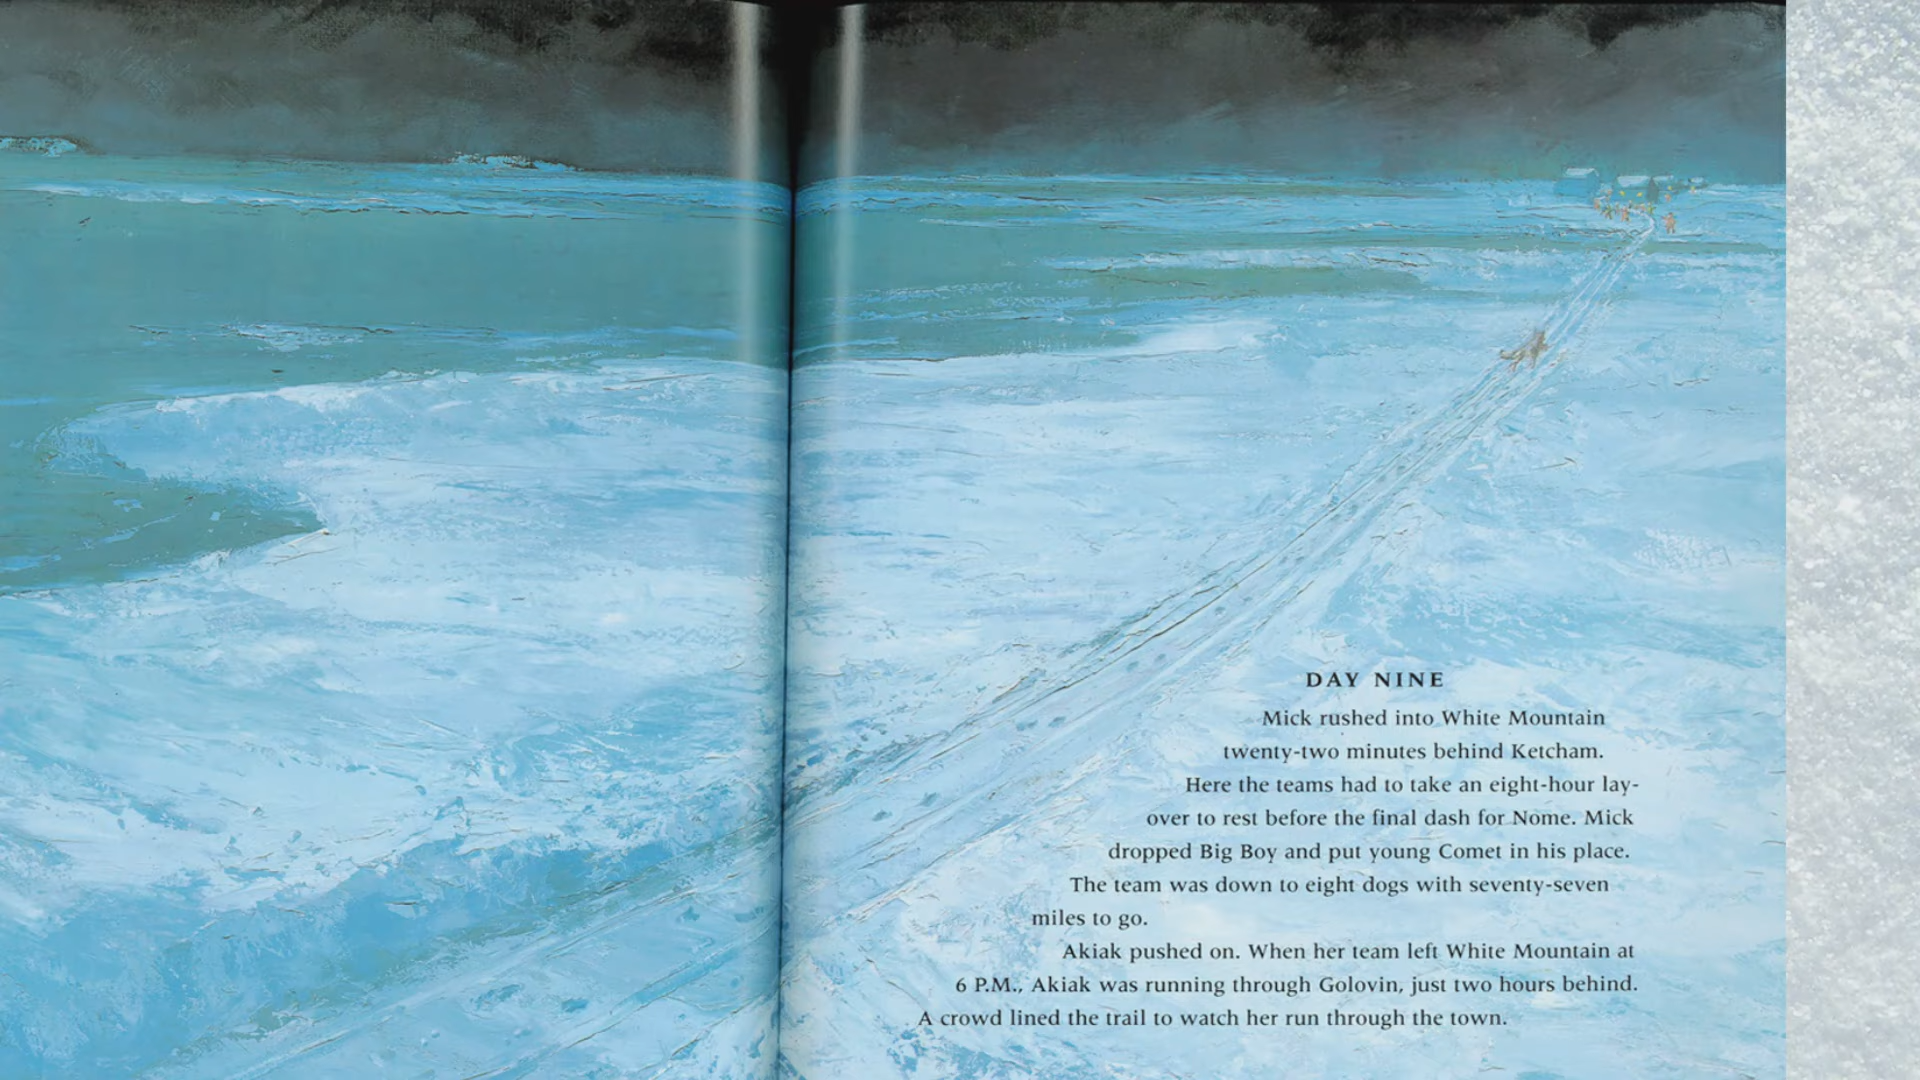 DAY NINE
Mick rushed into White Mountain
twenty-two minutes behind Ketcham.
Here the teams had to take an eight-hour lay-
over to rest before the final dash for Nome. Mick
dropped Big Boy and put young Comet in his place.
The team was down to eight dogs with seventy-seven
miles to go.
Akiak pushed on. When her team left White Mountain at
6 P.M., Akiak was running through Golovin, just two hours behind.
A crowd lined the trail to watch her run through the town.